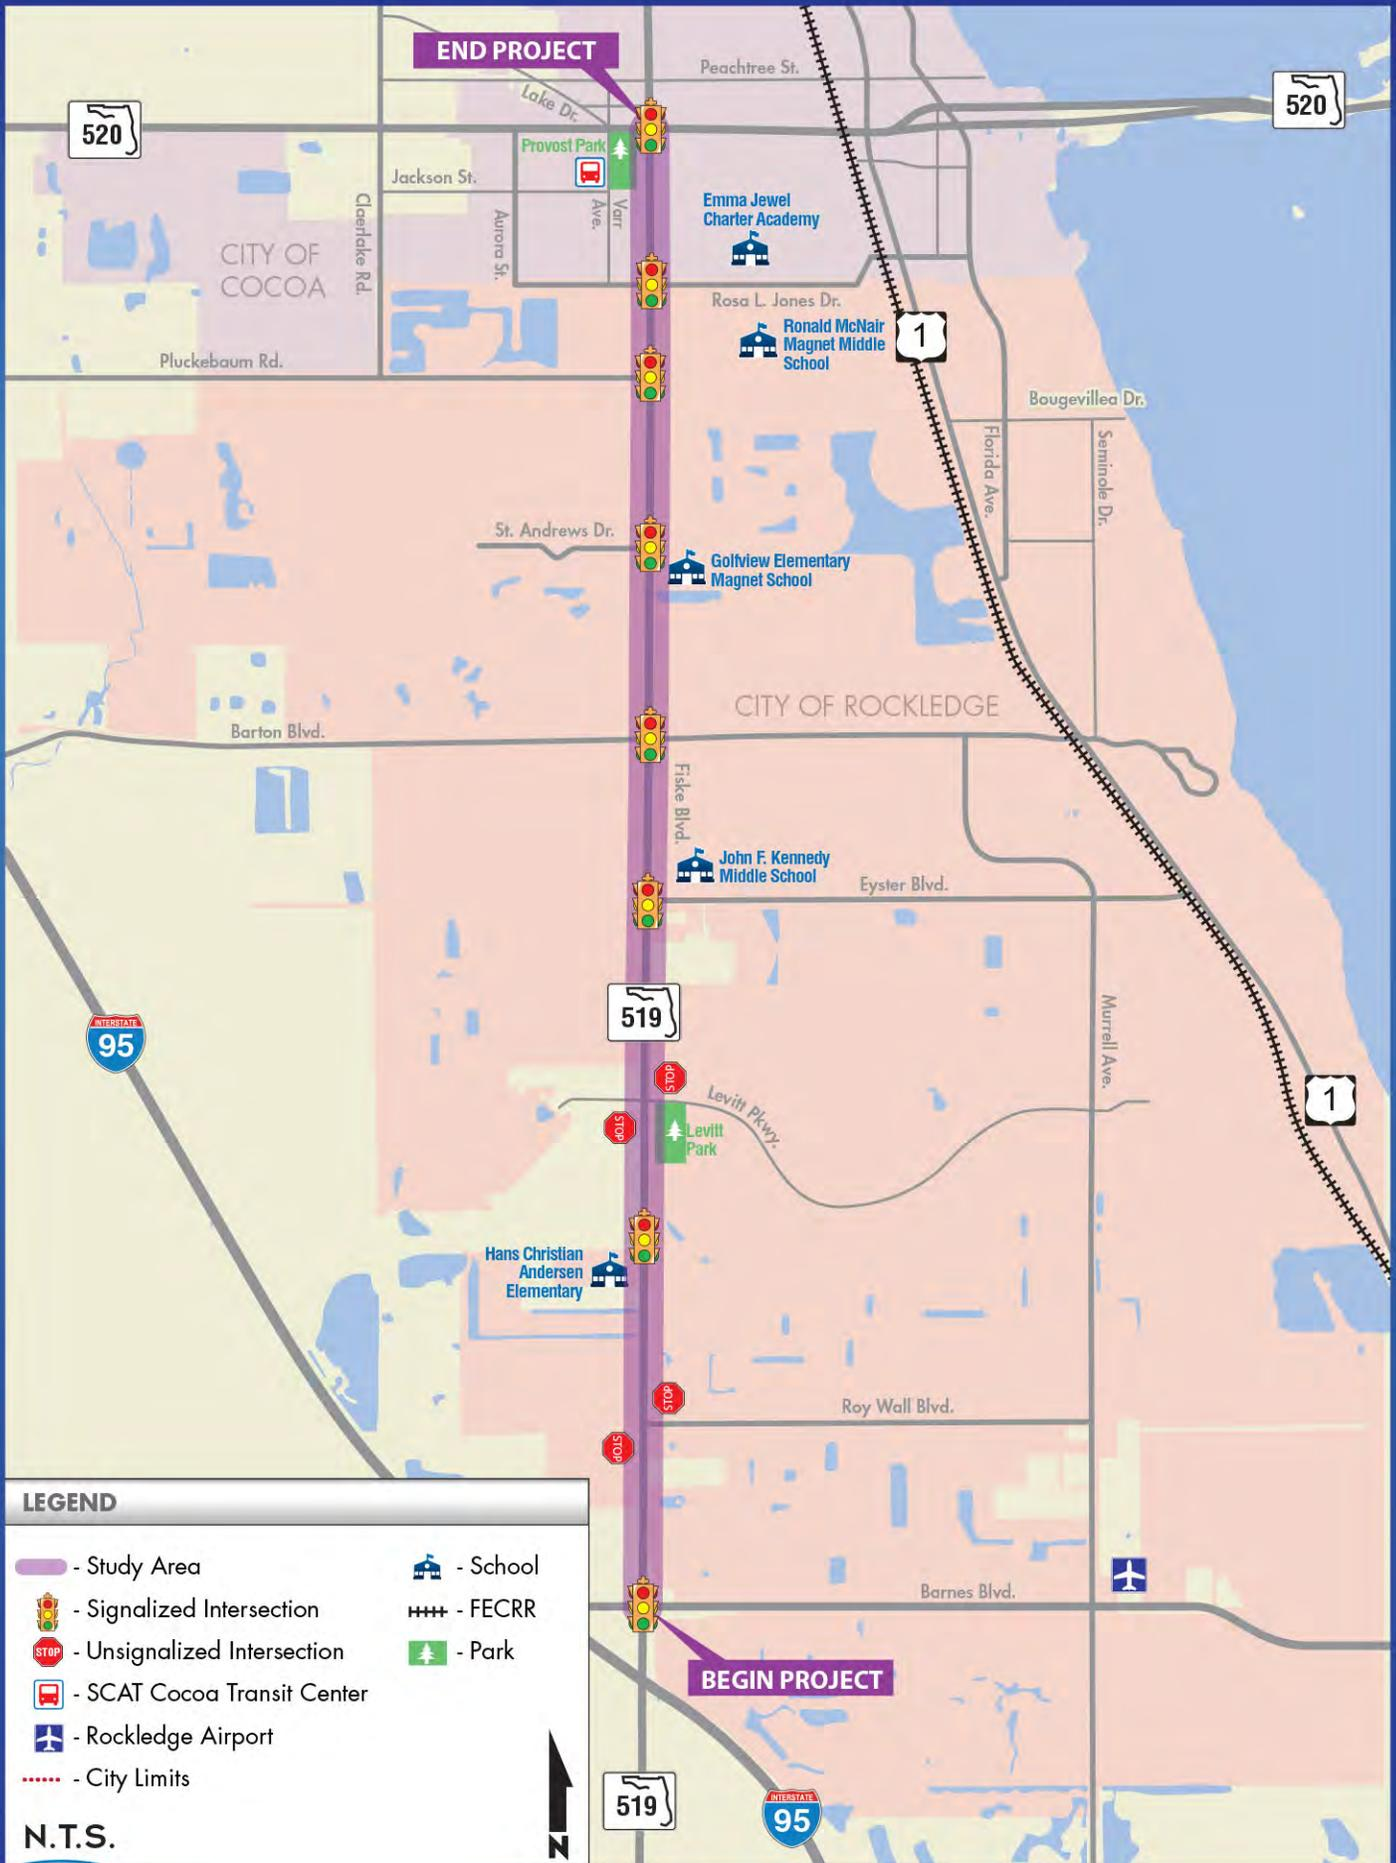 END PROJECT
Peachtree St.
Lake Dr.
520
520
Provost Park
Jackson St.
Claerlake Rd.
Aurora St.
Varr
Ave.
Emma Jewel
Charter Academy
CITY OF
COCOA
Rosa L. Jones Dr.
Ronald McNair
Magnet Middle
School
1
Pluckebaum Rd.
Bougevillea Dr.
Florida Ave.
Seminole Dr.
St. Andrews Dr.
Golfview Elementary
Magnet School
CITY OF ROCKLEDGE
Barton Blvd.
Fiske Blvd.
John F. Kennedy
Middle School
Eyster Blvd.
519
INTERSTATE
95
Murrell Ave.
STOP
Levitt Pkwy.
1
STOP
Levitt
Park
Hans Christian
Andersen
Elementary
STOP
Roy Wall Blvd.
STOP
Barnes Blvd.
BEGIN PROJECT
519
INTERSTATE
95
LEGEND
- Study Area
- Signalized Intersection
STOP - Unsignalized Intersection
- SCAT Cocoa Transit Center
- Rockledge Airport
- City Limits
- School
- FECRR
- Park
N.T.S.
N